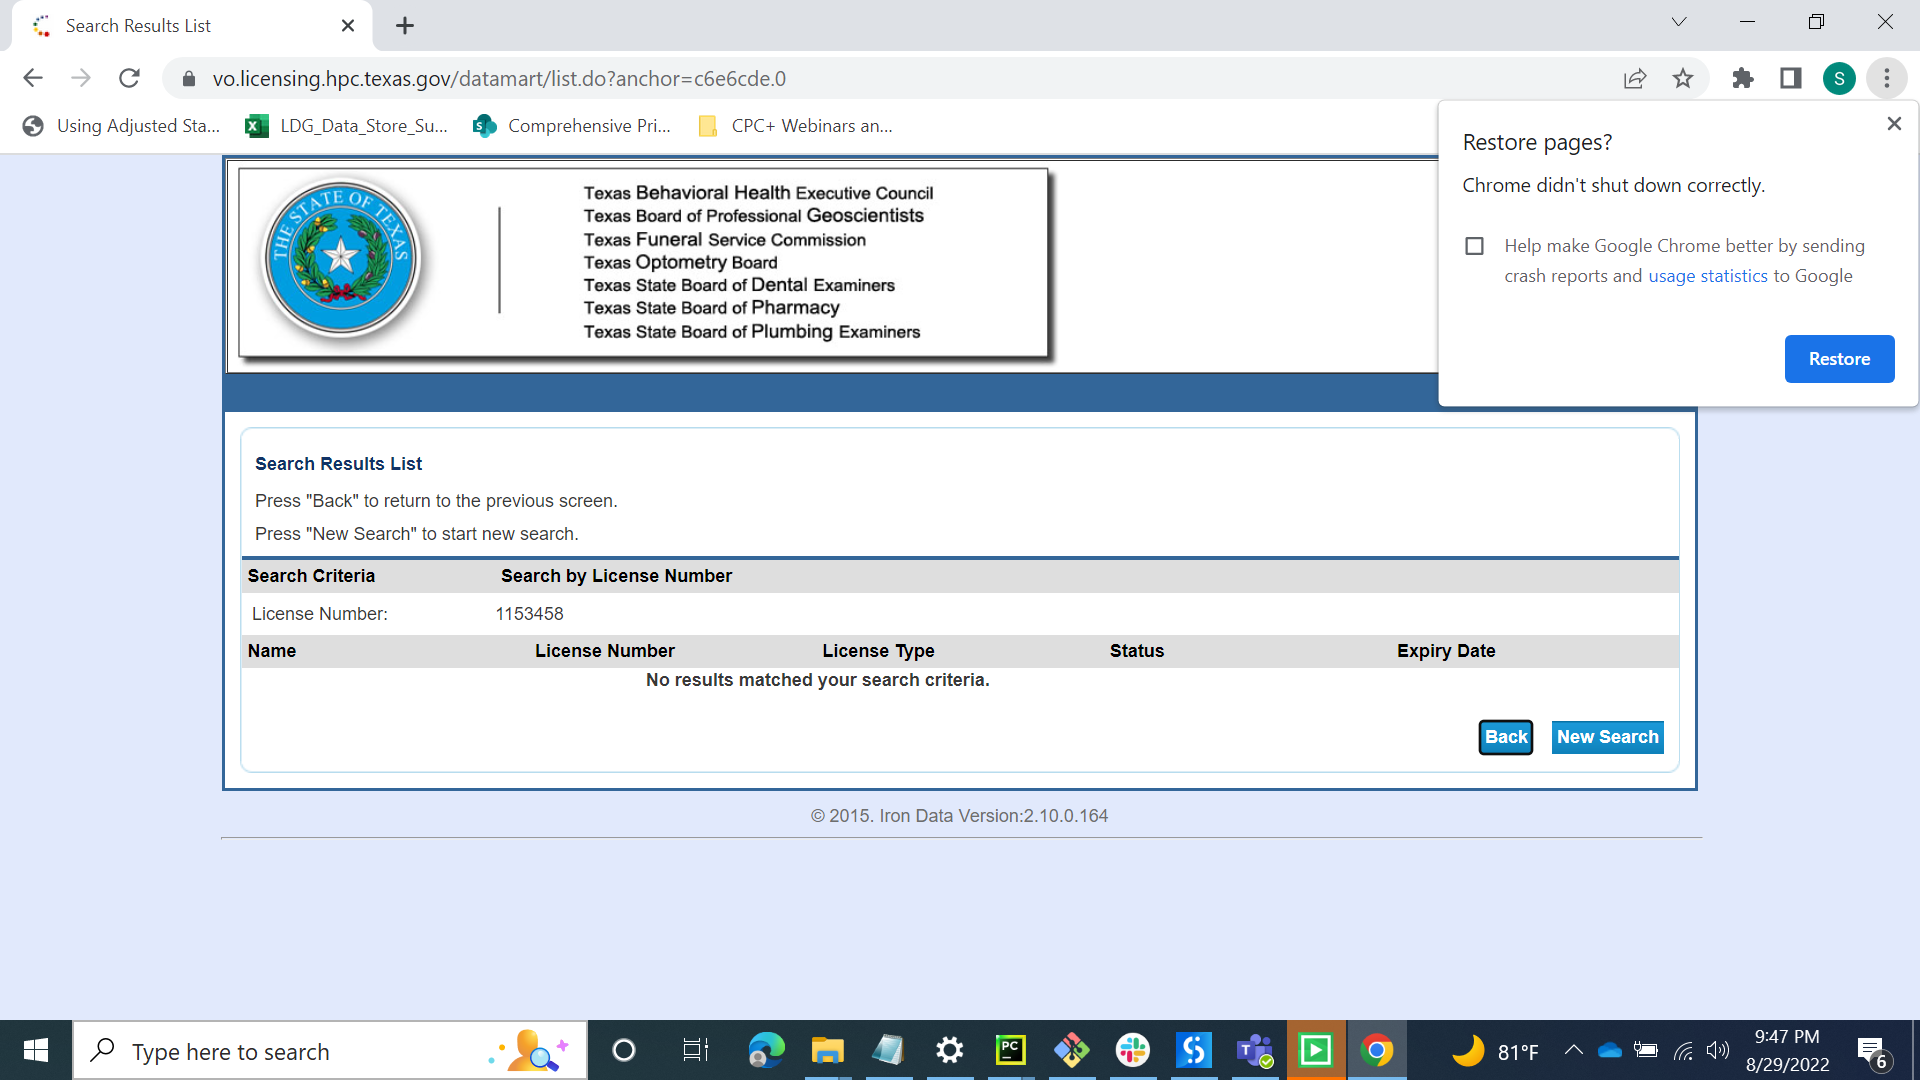 Search Results List
vo.licensing.hpc.texas.gov/datamart/list.do?anchor=c6e6cde.0
S
Using Adjusted Sta...
LDG_Data_Store_Su...
Comprehensive Pri...
CPC+ Webinars an...
Restore pages?
Chrome didn't shut down correctly.
Help make Google Chrome better by sending
crash reports and usage statistics to Google
Restore
THE STATE OF TEXAS
Texas Behavioral Health Executive Council
Texas Board of Professional Geoscientists
Texas Funeral Service Commission
Texas Optometry Board
Texas State Board of Dental Examiners
Texas State Board of Pharmacy
Texas State Board of Plumbing Examiners
Search Results List
Press "Back" to return to the previous screen.
Press "New Search" to start new search.
Search Criteria Search by License Number
License Number: 1153458
Name License Number License Type Status Expiry Date
No results matched your search criteria.
Back New Search
© 2015. Iron Data Version:2.10.0.164
Type here to search
PC
81°F
9:47 PM
8/29/2022
6